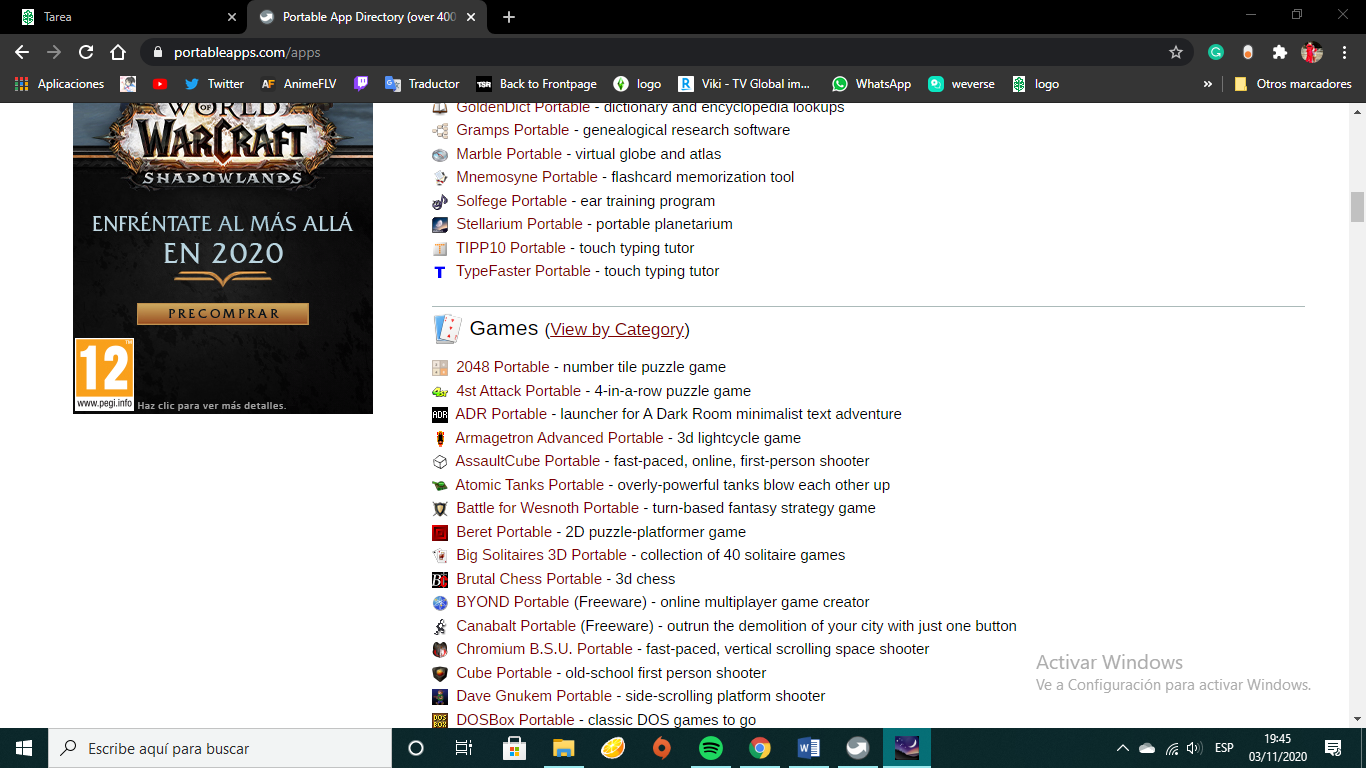 Tarea
Portable App Directory (over 400
portableapps.com/apps
Aplicaciones
Twitter
AF AnimeFLV
Traductor
TSR Back to Frontpage
logo
R Viki - TV Global im...
WhatsApp
weverse
logo
»
Otros marcadores
WORLD
OF
WARCRAFT
SHADOWLANDS
ENFRÉNTATE AL MÁS ALLÁ
EN 2020
PRECOMPRAR
12
www.pegi.info
Haz clic para ver más detalles.
GoldenDict Portable - dictionary and encyclopedia lookups
Gramps Portable - genealogical research software
Marble Portable - virtual globe and atlas
Mnemosyne Portable - flashcard memorization tool
Solfege Portable - ear training program
Stellarium Portable - portable planetarium
TIPP10 Portable - touch typing tutor
T TypeFaster Portable - touch typing tutor
Games (View by Category)
2048 Portable - number tile puzzle game
4st Attack Portable - 4-in-a-row puzzle game
ADR ADR Portable - launcher for A Dark Room minimalist text adventure
Armagetron Advanced Portable - 3d lightcycle game
AssaultCube Portable - fast-paced, online, first-person shooter
Atomic Tanks Portable - overly-powerful tanks blow each other up
Battle for Wesnoth Portable - turn-based fantasy strategy game
Beret Portable - 2D puzzle-platformer game
Big Solitaires 3D Portable - collection of 40 solitaire games
Brutal Chess Portable - 3d chess
BYOND Portable (Freeware) - online multiplayer game creator
Canabalt Portable (Freeware) - outrun the demolition of your city with just one button
Chromium B.S.U. Portable - fast-paced, vertical scrolling space shooter
Cube Portable - old-school first person shooter
Dave Gnukem Portable - side-scrolling platform shooter
DOS BOX DOSBox Portable - classic DOS games to go
Activar Windows
Ve a Configuración para activar Windows.
Escribe aquí para buscar
ESP
19:45
03/11/2020